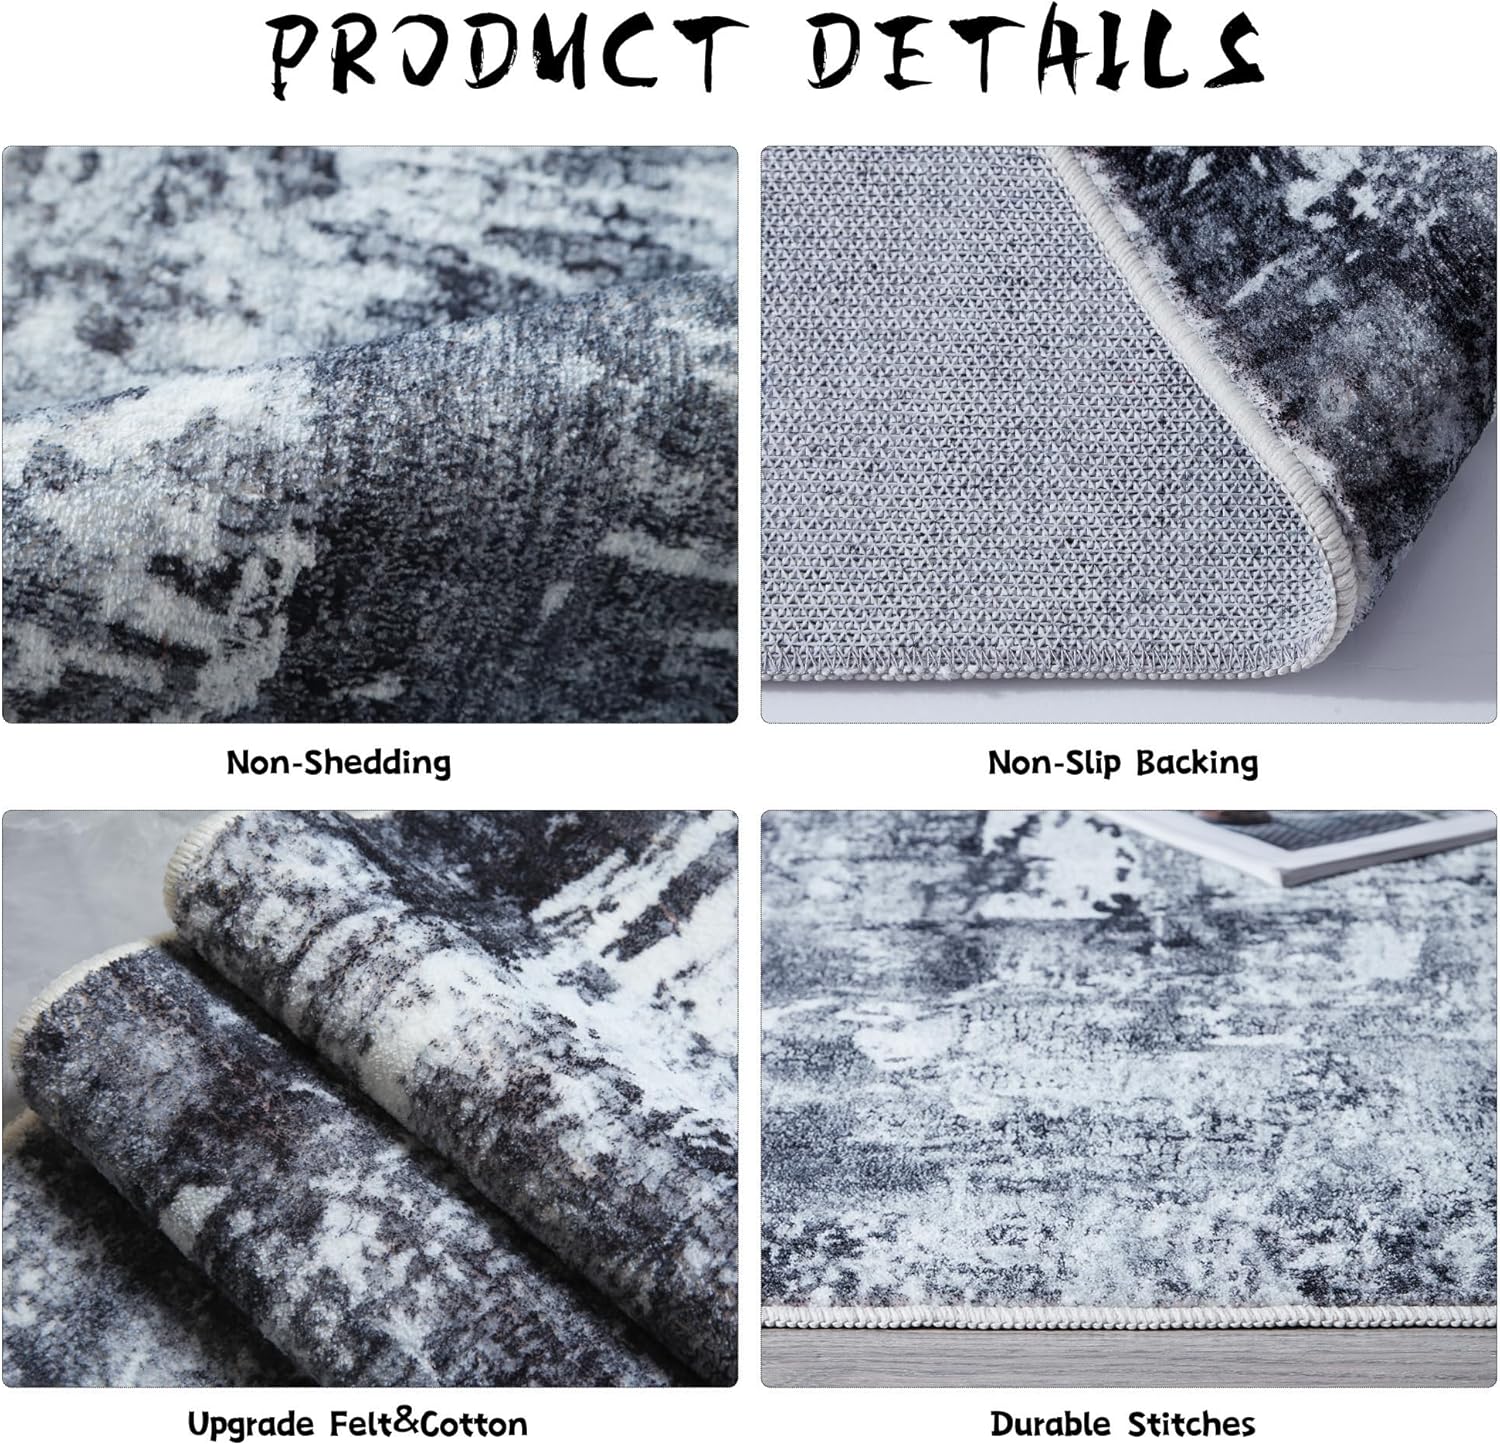 PRODUCT DETAILS
Non-Shedding
Non-Slip Backing
Upgrade Felt&Cotton
Durable Stitches